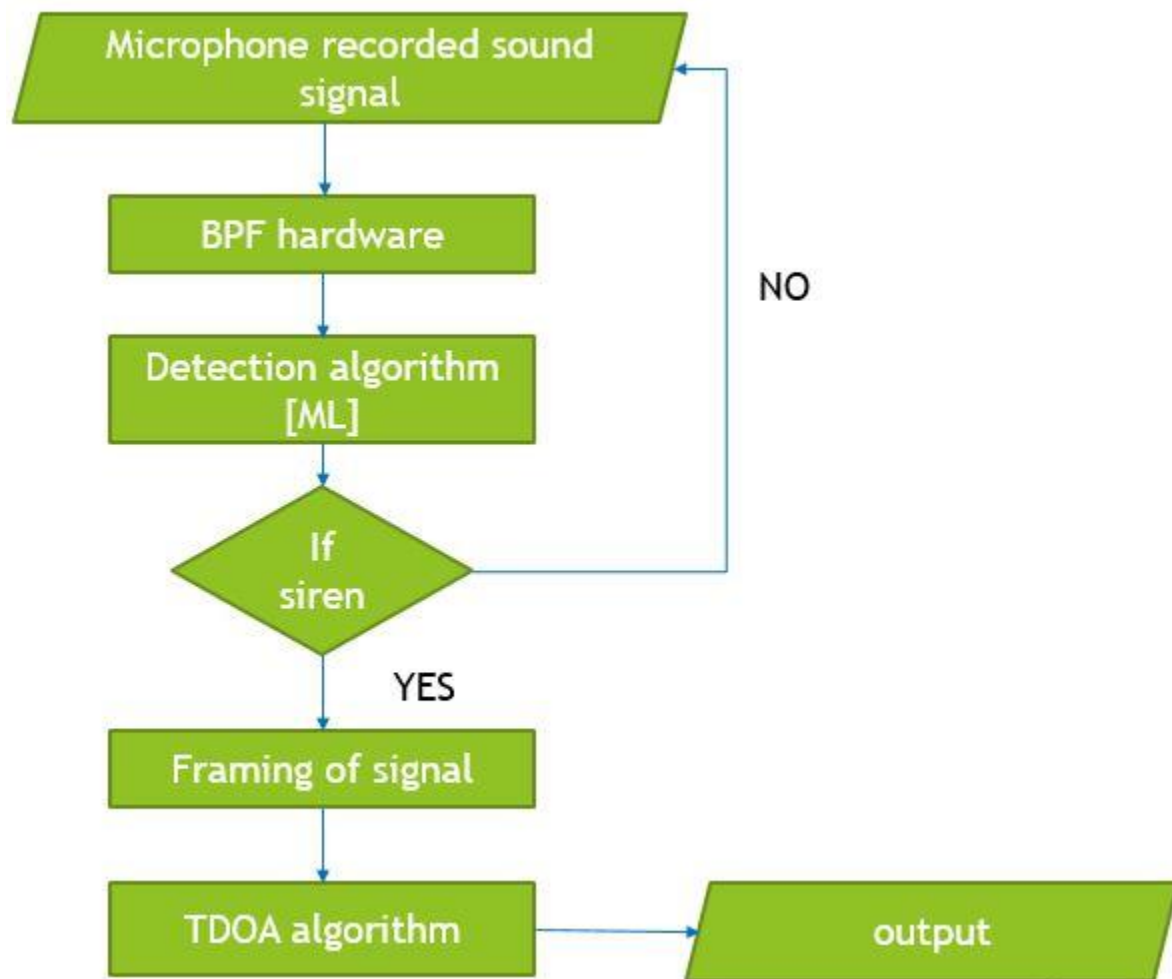 Microphone recorded sound
signal
BPF hardware
NO
Detection algorithm
[ML]
If
siren
YES
Framing of signal
TDOA algorithm
output